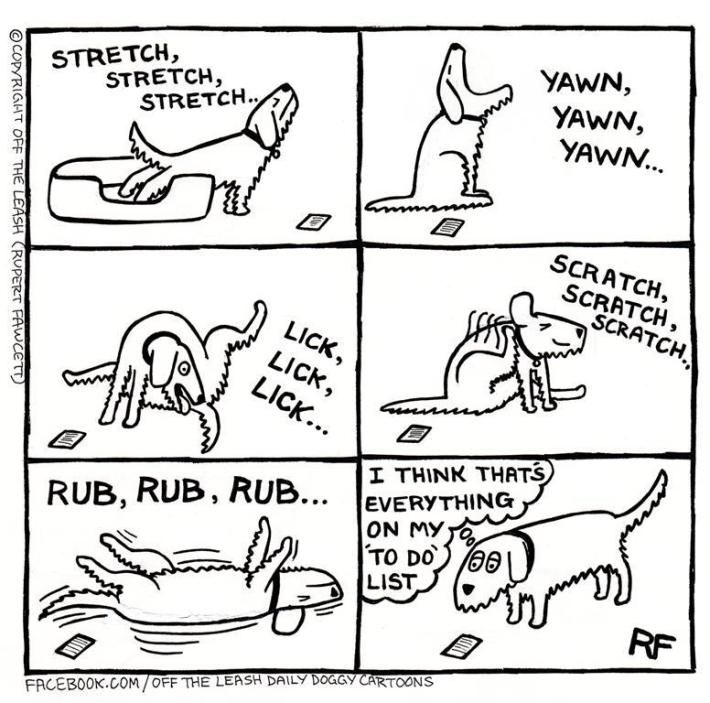 STRETCH,
STRETCH,
STRETCH..
YAWN,
YAWN,
YAWN...
LICK,
LICK,
LICK...
SCRATCH,
SCRATCH,
SCRATCH..
RUB, RUB, RUB...
I THINK THAT'S
EVERYTHING
ON MY
'TO DO'
LIST
RF
© COPYRIGHT OFF THE LEASH (RUPERT FAWCETT)
FACEBOOK.COM/OFF THE LEASH DAILY DOGGY CARTOONS